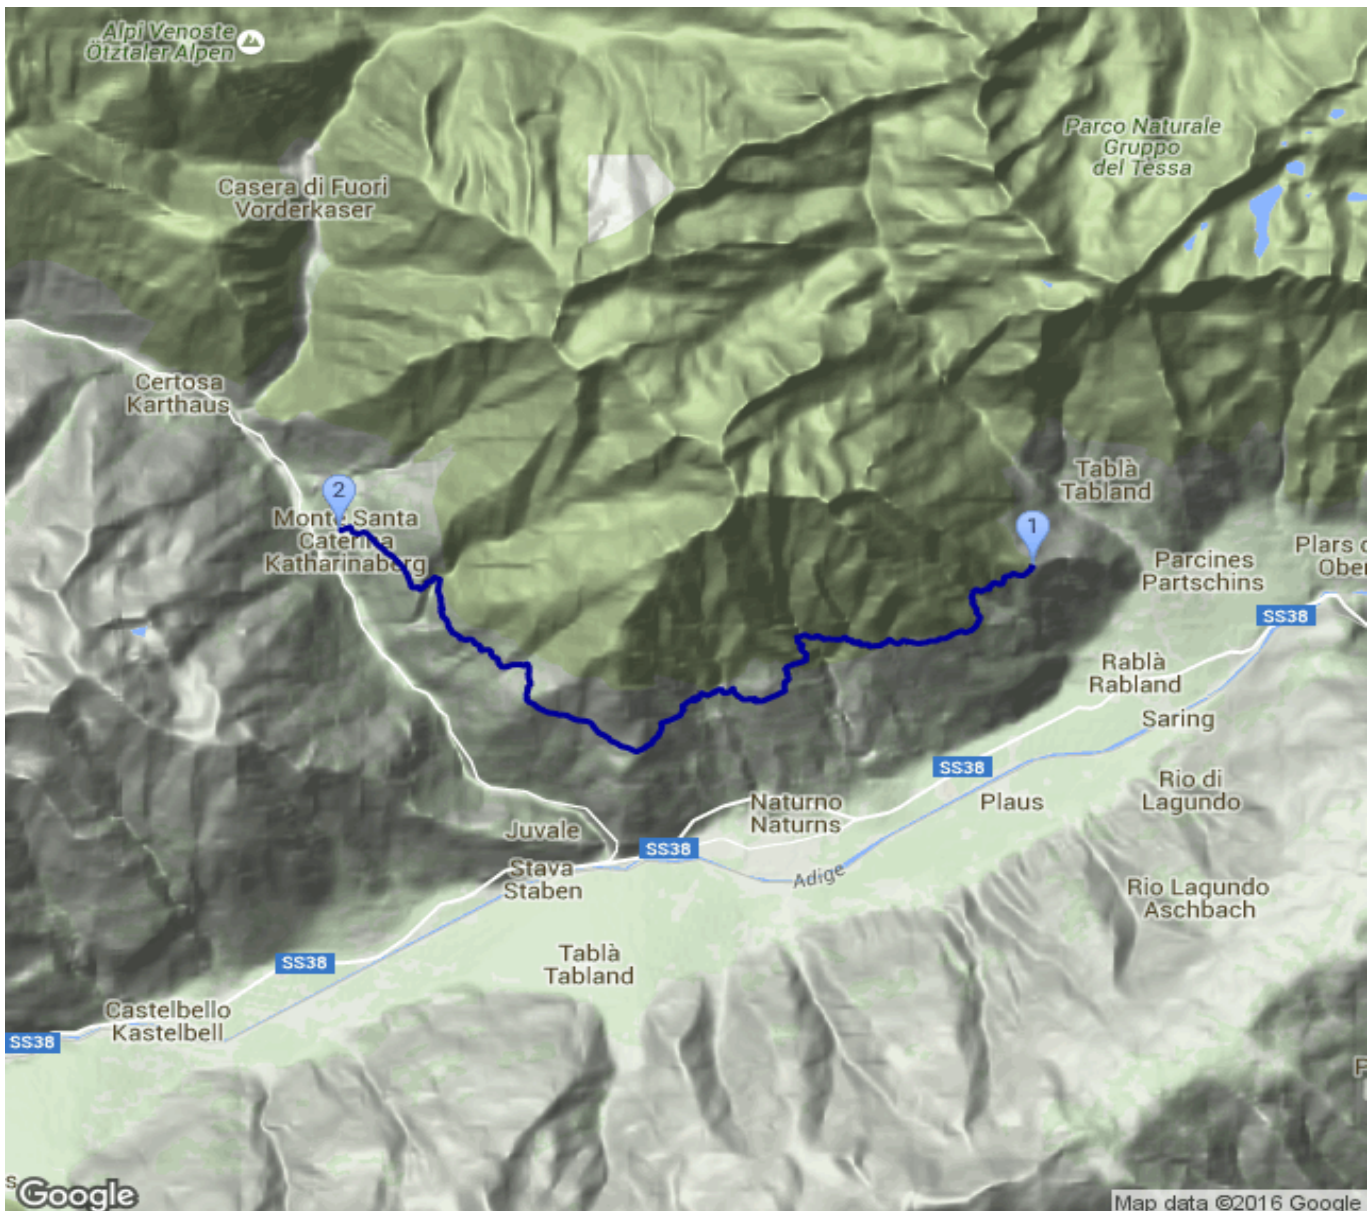 Alpi Venoste
Ötztaler Alpen
Parco Naturale
Gruppo
del Tessa
Casera di Fuori
Vorderkaser
Certosa
Karthaus
Tablà
Tabland
2
1
Monte Santa
Caterina
Katharinaberg
Parcines
Partschins
Plars
Ober
SS38
Rablà
Rabland
Saring
SS38
Rio di
Lagundo
Plaus
Naturno
Naturns
Juvale
SS38
Adige
Stava
Staben
Rio Lagundo
Aschbach
Tablà
Tabland
SS38
Castelbello
Kastelbell
SS38
Google
Map data ©2016 Google